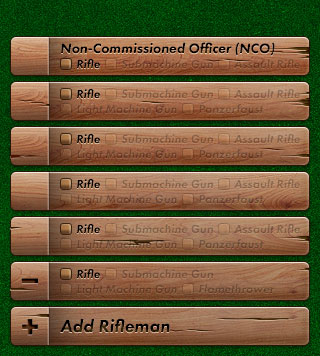 Non-Commissioned Officer (NCO)
Rifle Submachine Gun Assault Rifle
Rifle Submachine Gun Assault Rifle
Light Machine Gun Panzerfaust
Rifle Submachine Gun Assault Rifle
Light Machine Gun Panzerfaust
Rifle Submachine Gun Assault Rifle
Light Machine Gun Panzerfaust
Rifle Submachine Gun Assault Rifle
Light Machine Gun Panzerfaust
− Rifle Submachine Gun
Light Machine Gun Flamethrower
+ Add Rifleman